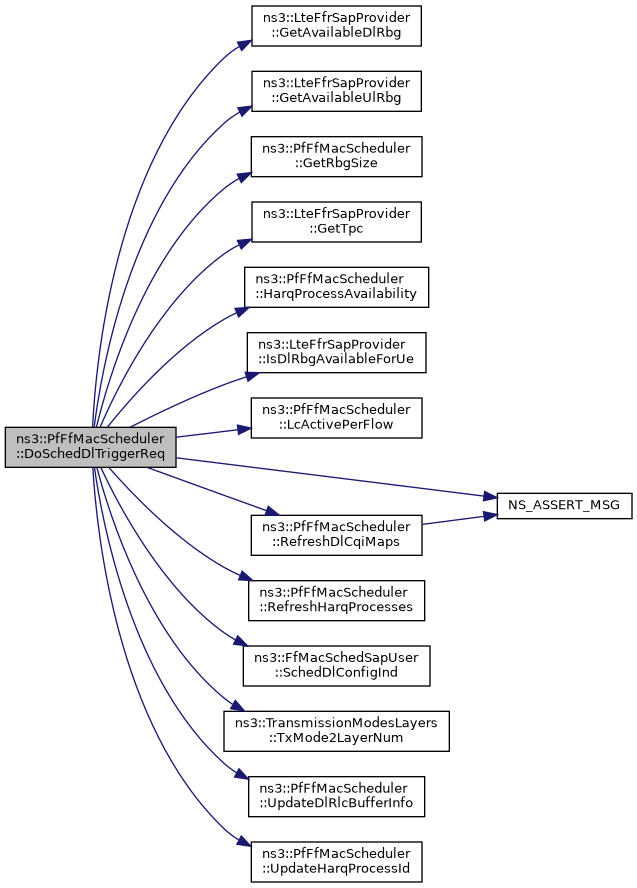 ns3::LteFfrSapProvider
::GetAvailableDlRbg
ns3::LteFfrSapProvider
::GetAvailableUlRbg
ns3::PfFfMacScheduler
::GetRbgSize
ns3::LteFfrSapProvider
::GetTpc
ns3::PfFfMacScheduler
::HarqProcessAvailability
ns3::LteFfrSapProvider
::IsDlRbgAvailableForUe
ns3::PfFfMacScheduler
::LcActivePerFlow
ns3::PfFfMacScheduler
::DoSchedDlTriggerReq
NS_ASSERT_MSG
ns3::PfFfMacScheduler
::RefreshDlCqiMaps
ns3::PfFfMacScheduler
::RefreshHarqProcesses
ns3::FfMacSchedSapUser
::SchedDlConfigInd
ns3::TransmissionModesLayers
::TxMode2LayerNum
ns3::PfFfMacScheduler
::UpdateDlRlcBufferInfo
ns3::PfFfMacScheduler
::UpdateHarqProcessId